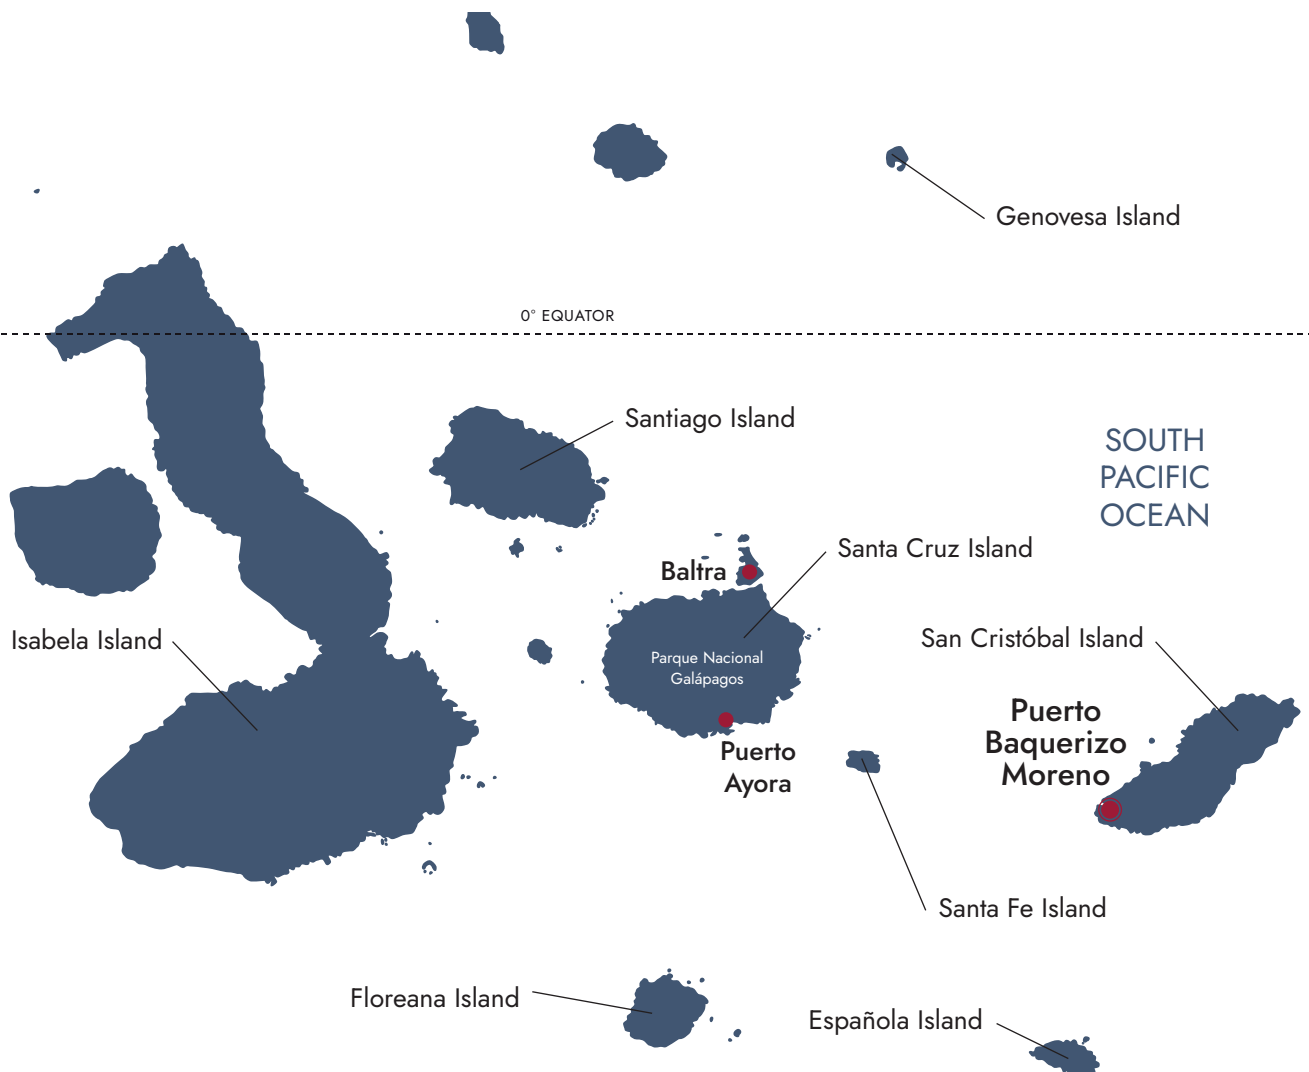 Genovesa Island
0° EQUATOR
Santiago Island
SOUTH
PACIFIC
OCEAN
Santa Cruz Island
Baltra
Isabela Island
San Cristóbal Island
Parque Nacional
Galápagos
Puerto
Baquerizo
Moreno
Puerto
Ayora
Santa Fe Island
Floreana Island
Española Island